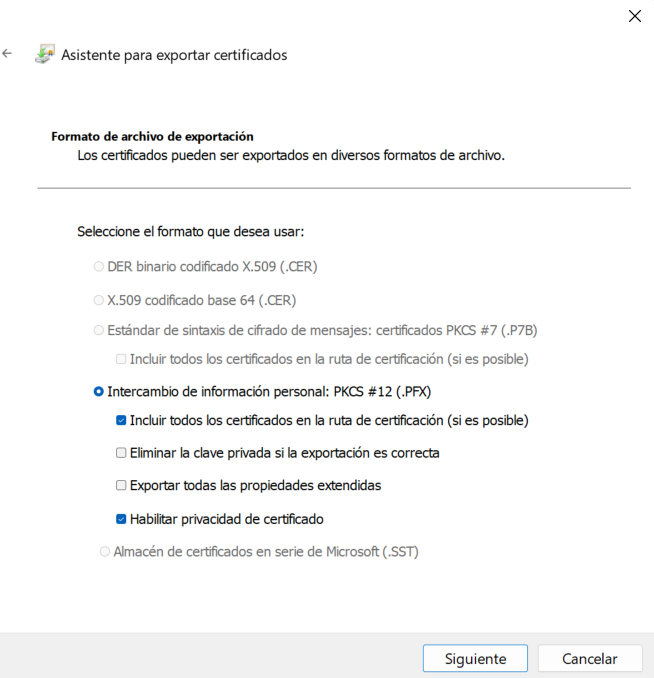 Asistente para exportar certificados
Formato de archivo de exportación
Los certificados pueden ser exportados en diversos formatos de archivo.
Seleccione el formato que desea usar:
DER binario codificado X.509 (.CER)
X.509 codificado base 64 (.CER)
Estándar de sintaxis de cifrado de mensajes: certificados PKCS #7 (.P7B)
Incluir todos los certificados en la ruta de certificación (si es posible)
Intercambio de información personal: PKCS #12 (.PFX)
Incluir todos los certificados en la ruta de certificación (si es posible)
Eliminar la clave privada si la exportación es correcta
Exportar todas las propiedades extendidas
Habilitar privacidad de certificado
Almacén de certificados en serie de Microsoft (.SST)
Siguiente Cancelar